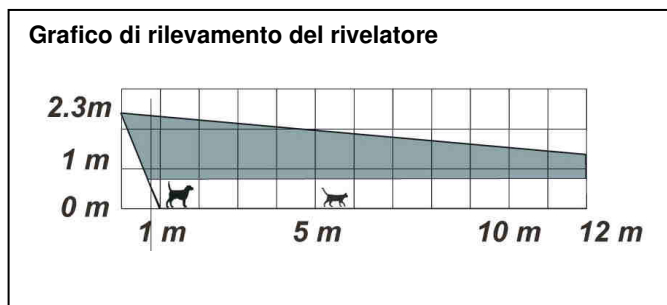 Grafico di rilevamento del rivelatore
2.3m
1 m
0 m
1 m 5 m 10 m 12 m